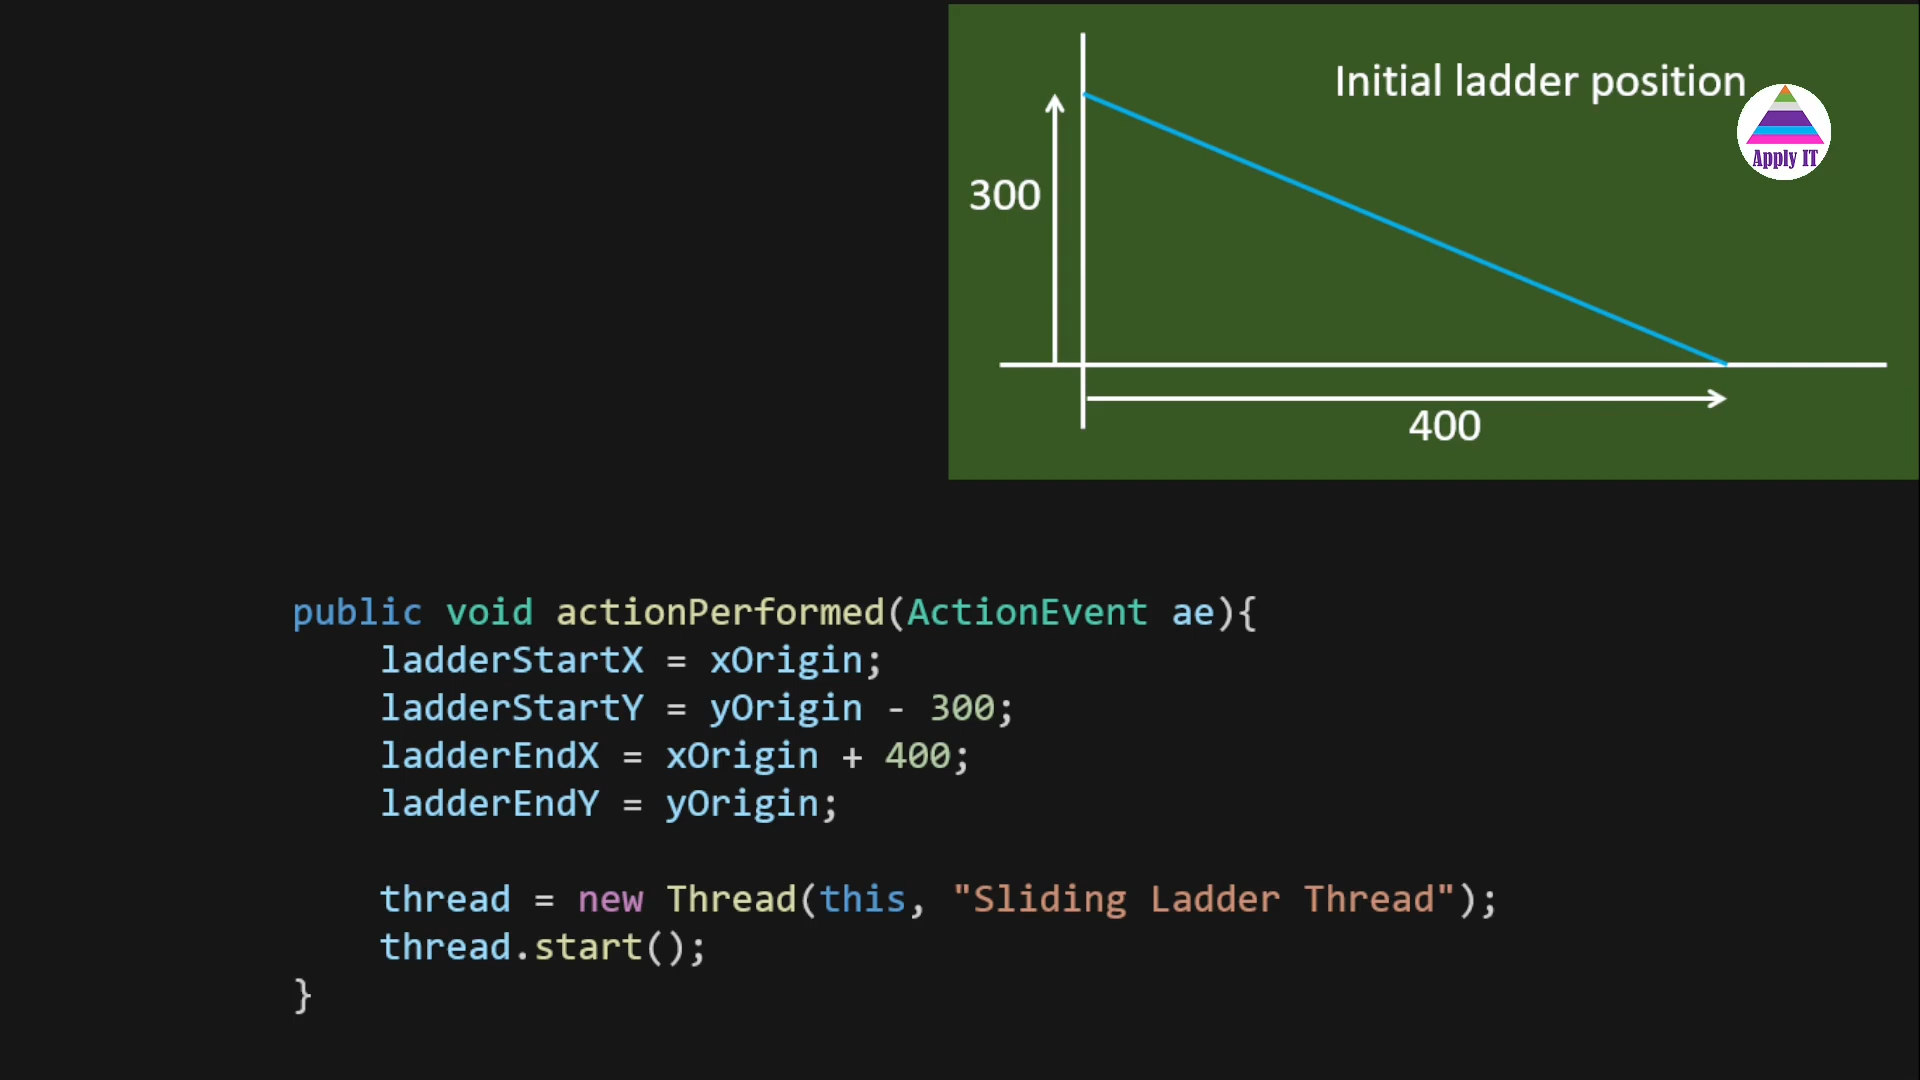 Initial ladder position
Apply IT
300
400
public void actionPerformed(ActionEvent ae){
    ladderStartX = xOrigin;
    ladderStartY = yOrigin - 300;
    ladderEndX = xOrigin + 400;
    ladderEndY = yOrigin;
    thread = new Thread(this, "Sliding Ladder Thread");
    thread.start();
}